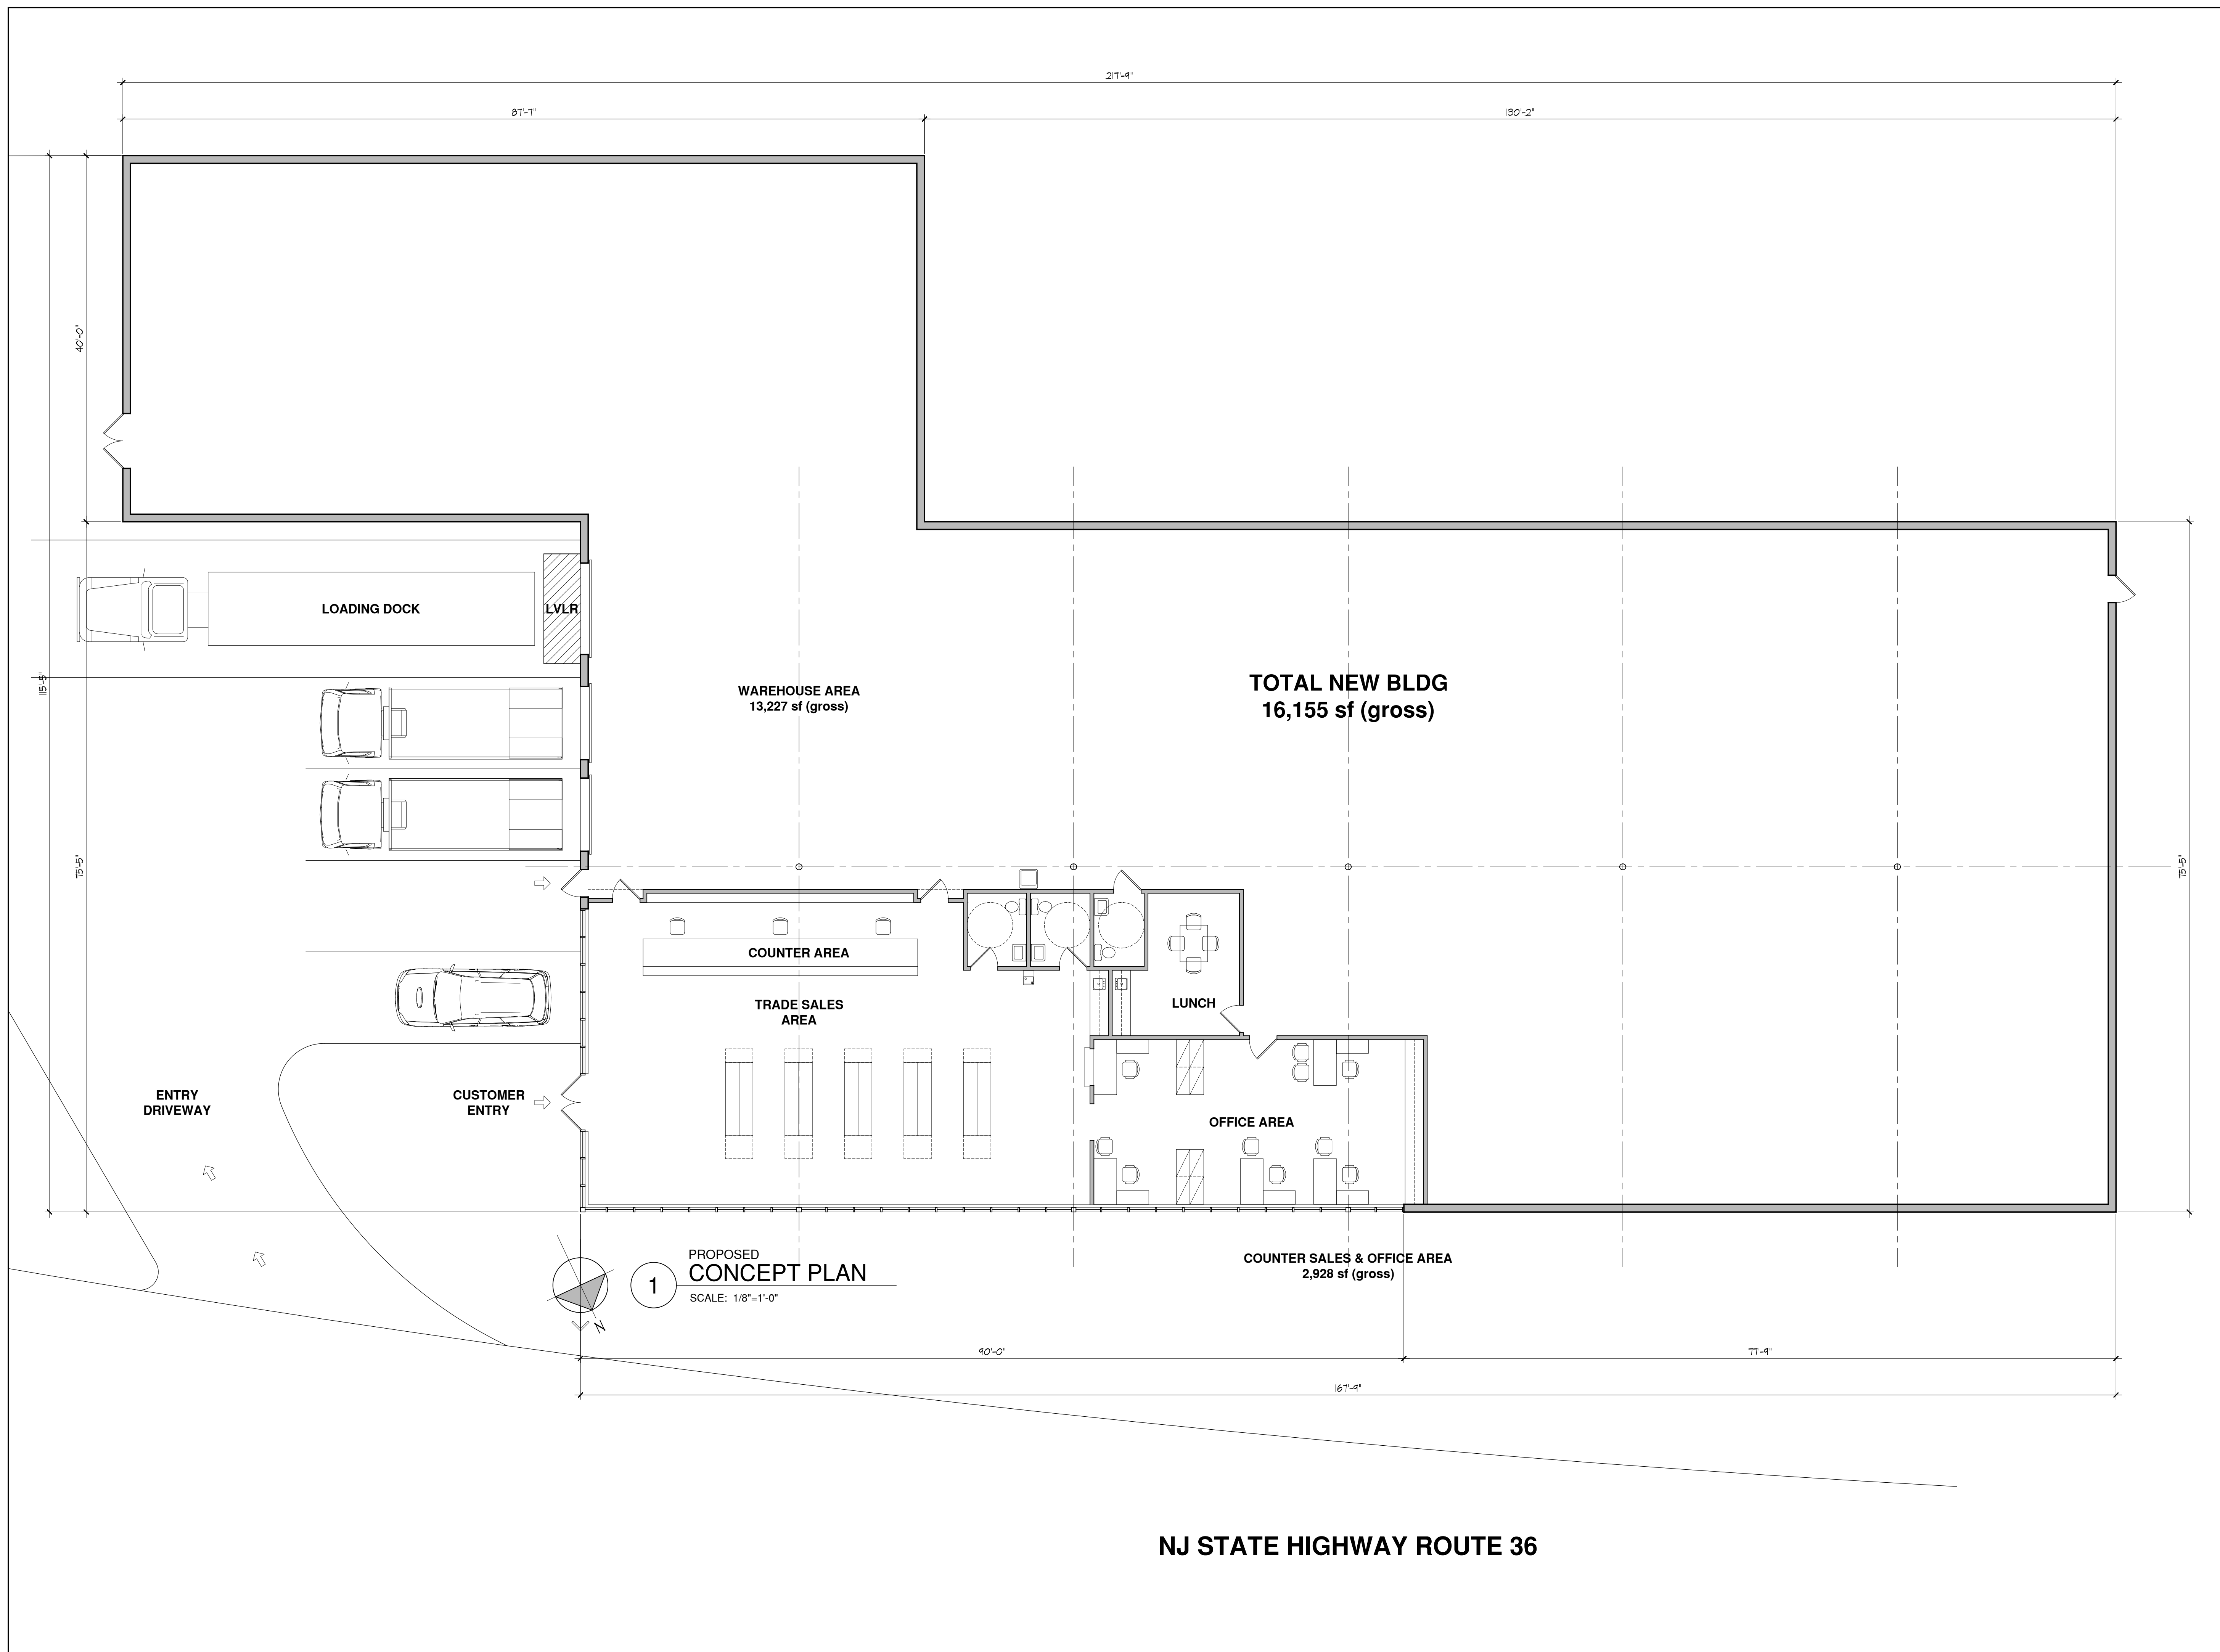 217'-9"
87'-7"
130'-2"
40'-0"
LOADING DOCK
LVLR
115'-5"
WAREHOUSE AREA
13,227 sf (gross)
TOTAL NEW BLDG
16,155 sf (gross)
75'-5"
75'-5"
COUNTER AREA
TRADE SALES
AREA
LUNCH
ENTRY
DRIVEWAY
CUSTOMER
ENTRY
OFFICE AREA
N
1
PROPOSED
CONCEPT PLAN
SCALE: 1/8"=1'-0"
COUNTER SALES & OFFICE AREA
2,928 sf (gross)
90'-0"
77'-9"
167'-9"
NJ STATE HIGHWAY ROUTE 36